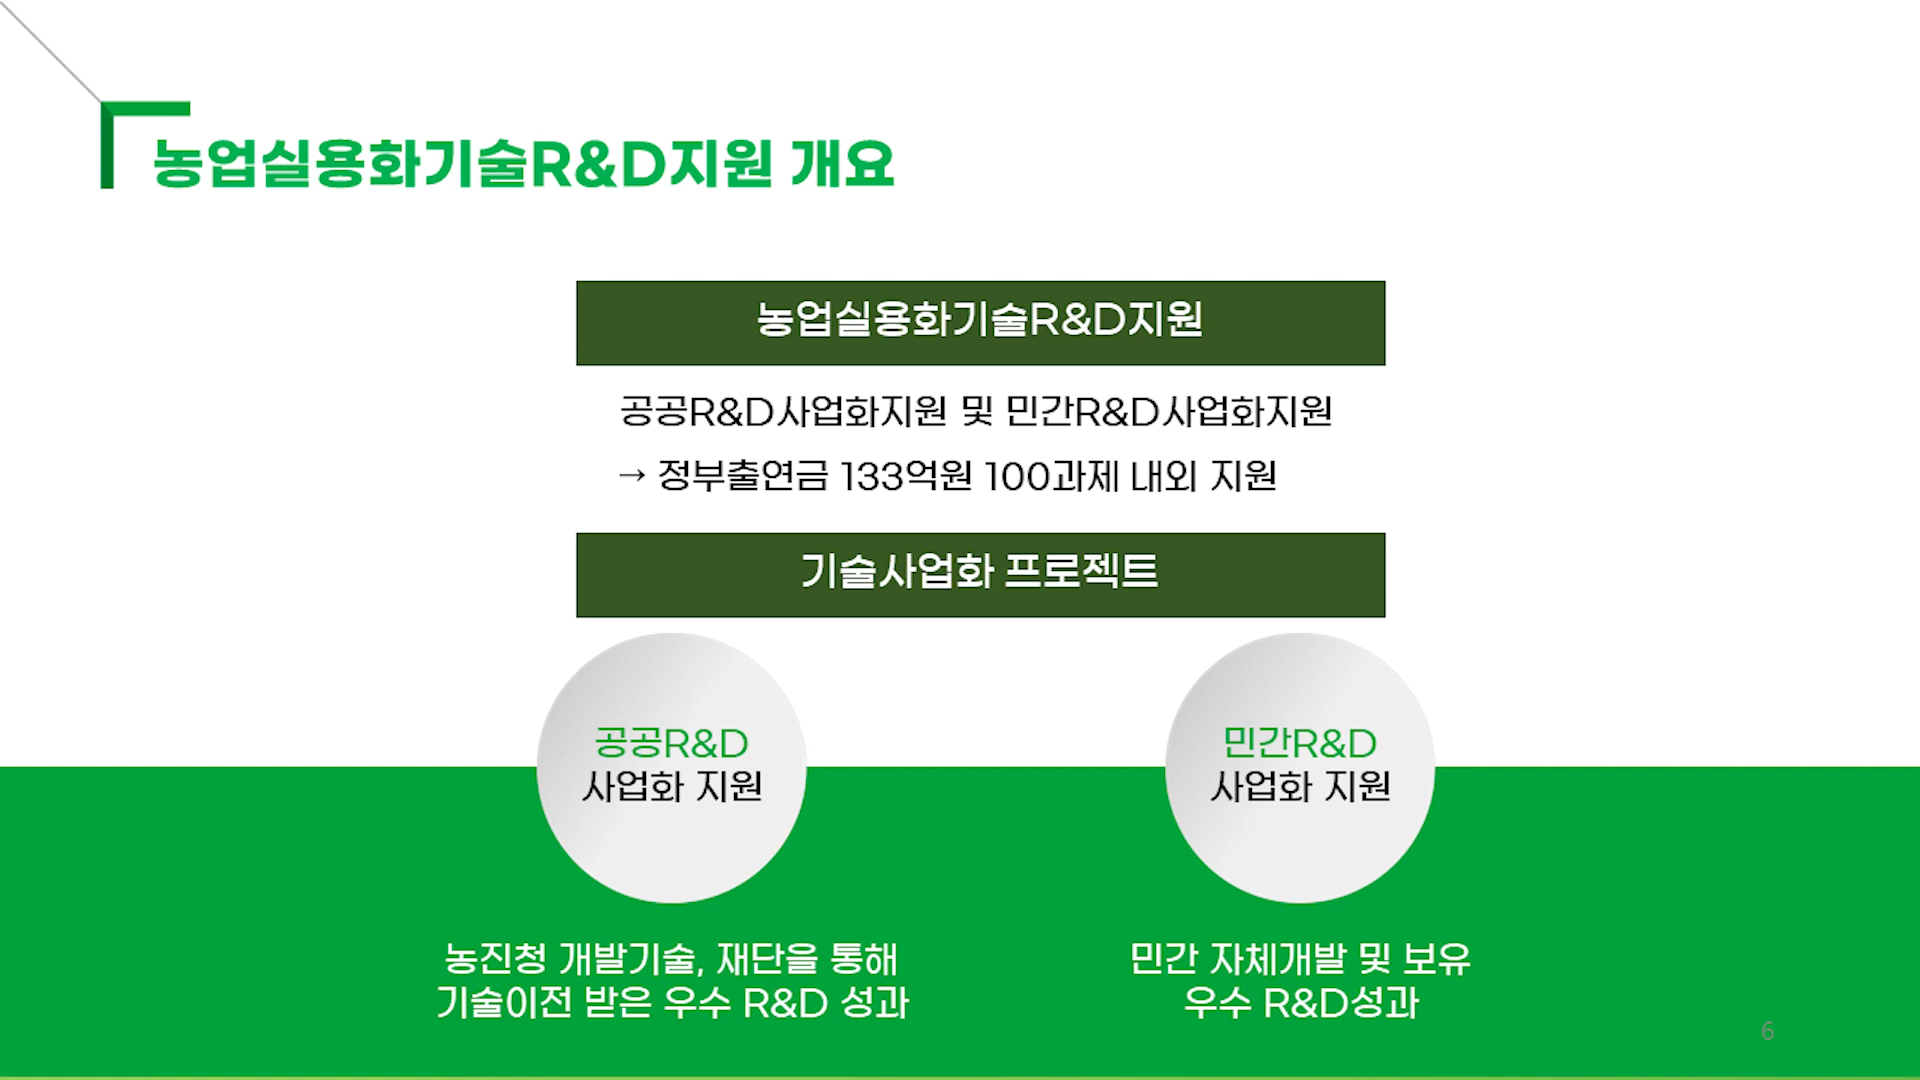 농업실용화기술R&D지원 개요
농업실용화기술R&D지원
공공R&D사업화지원 및 민간R&D사업화지원
→ 정부출연금 133억원 100과제 내외 지원
기술사업화 프로젝트
공공R&D
사업화 지원
민간R&D
사업화 지원
농진청 개발기술, 재단을 통해
기술이전 받은 우수 R&D 성과
민간 자체개발 및 보유
우수 R&D성과
6